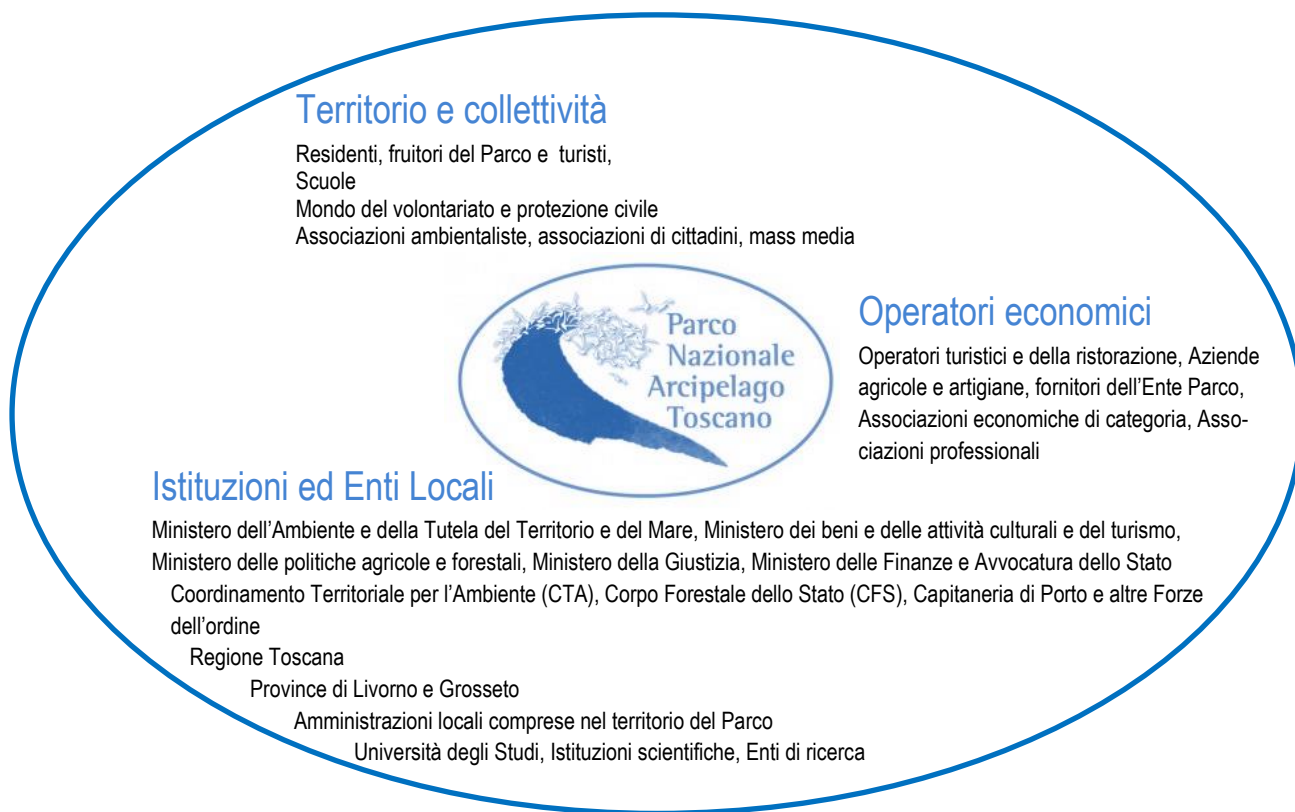 Territorio e collettività
Residenti, fruitori del Parco e turisti,
Scuole
Mondo del volontariato e protezione civile
Associazioni ambientaliste, associazioni di cittadini, mass media
Parco
Nazionale
Arcipelago
Toscano
Operatori economici
Operatori turistici e della ristorazione, Aziende
agricole e artigiane, fornitori dell’Ente Parco,
Associazioni economiche di categoria, Asso-
ciazioni professionali
Istituzioni ed Enti Locali
Ministero dell’Ambiente e della Tutela del Territorio e del Mare, Ministero dei beni e delle attività culturali e del turismo,
Ministero delle politiche agricole e forestali, Ministero della Giustizia, Ministero delle Finanze e Avvocatura dello Stato
Coordinamento Territoriale per l’Ambiente (CTA), Corpo Forestale dello Stato (CFS), Capitaneria di Porto e altre Forze
dell’ordine
Regione Toscana
Province di Livorno e Grosseto
Amministrazioni locali comprese nel territorio del Parco
Università degli Studi, Istituzioni scientifiche, Enti di ricerca